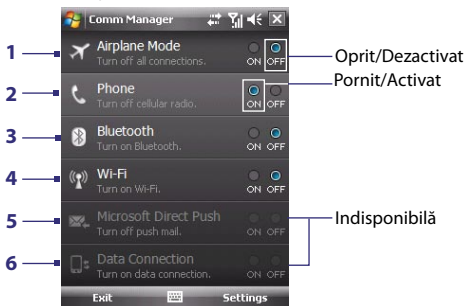 Comm Manager
1
Airplane Mode
Turn off all connections.
ON OFF
Oprit/Dezactivat
2
Phone
Turn off cellular radio.
ON OFF
Pornit/Activat
3
Bluetooth
Turn on Bluetooth.
ON OFF
4
Wi-Fi
Turn on Wi-Fi.
ON OFF
5
Microsoft Direct Push
Turn off push mail.
ON OFF
Indisponibilă
6
Data Connection
Turn on data connection.
ON OFF
Exit
Settings